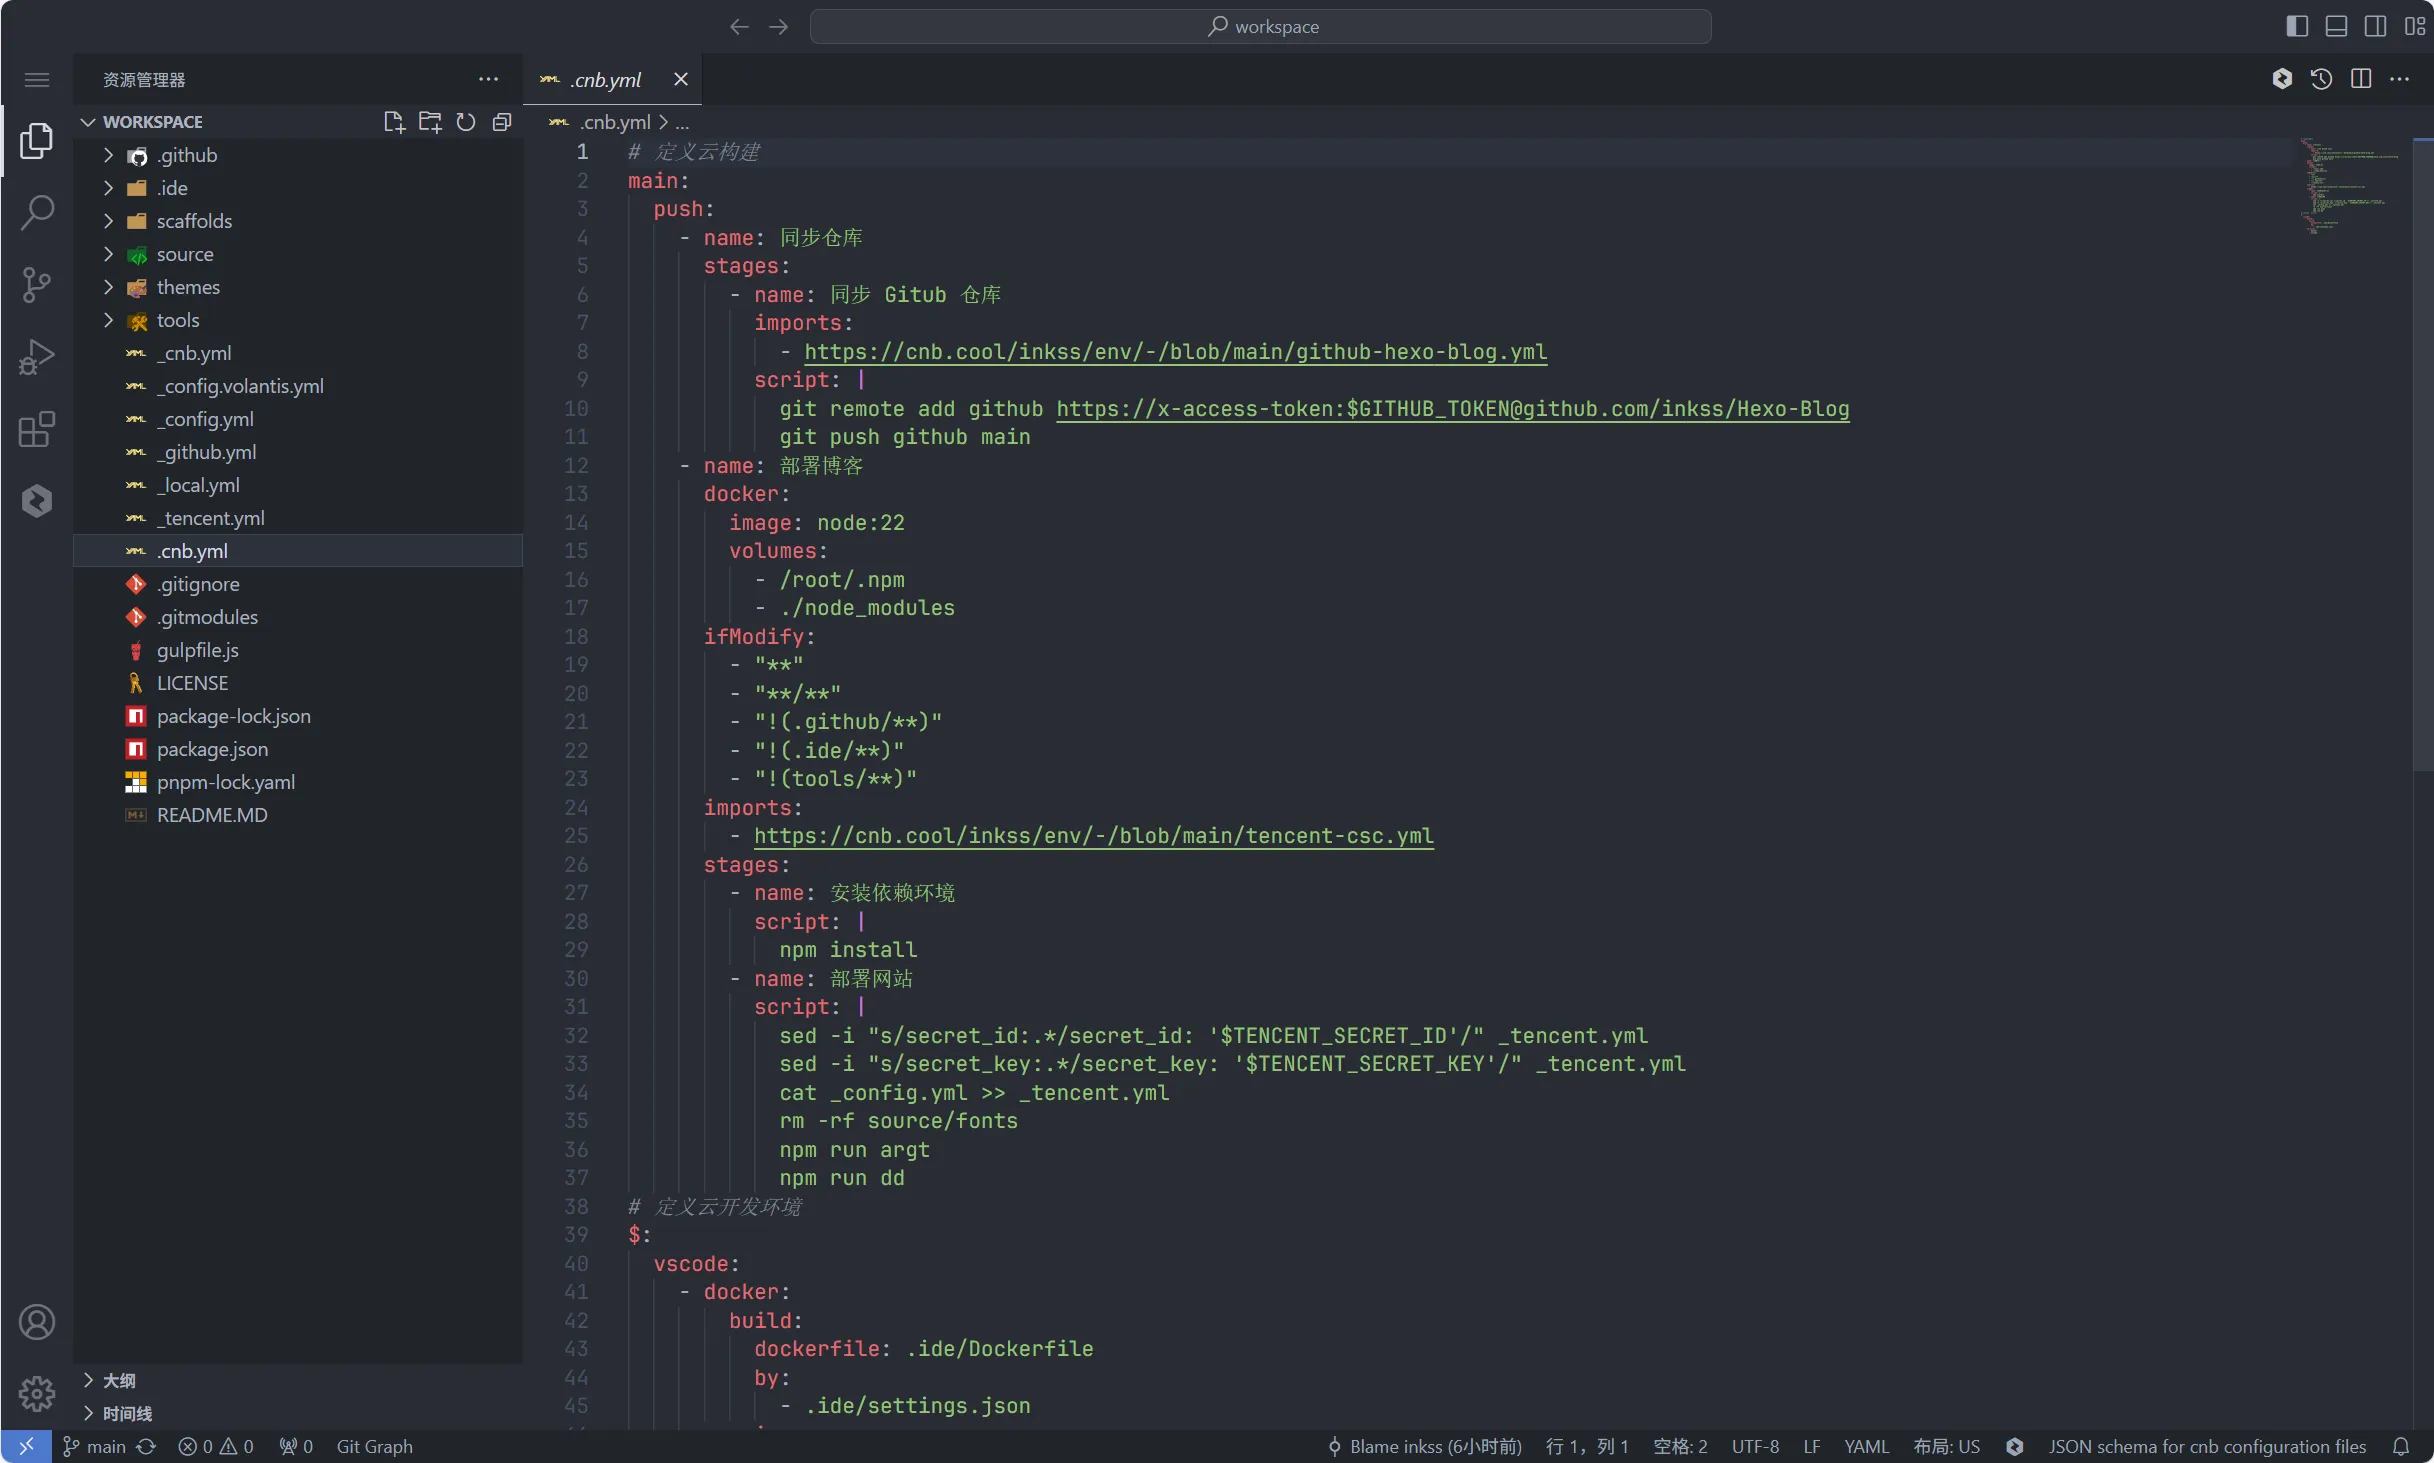 workspace
资源管理器
.cnb.yml
WORKSPACE
.github
.ide
scaffolds
source
themes
tools
_cnb.yml
_config.volantis.yml
_config.yml
_github.yml
_local.yml
_tencent.yml
.cnb.yml
.gitignore
.gitmodules
gulpfile.js
LICENSE
package-lock.json
package.json
pnpm-lock.yaml
README.MD
大纲
时间线
.cnb.yml > ...
1 # 定义云构建
2 main:
3 push:
4 - name: 同步仓库
5 stages:
6 - name: 同步 Gitub 仓库
7 imports:
8 - https://cnb.cool/inkss/env/-/blob/main/github-hexo-blog.yml
9 script: |
10 git remote add github https://x-access-token:$GITHUB_TOKEN@github.com/inkss/Hexo-Blog
11 git push github main
12 - name: 部署博客
13 docker:
14 image: node:22
15 volumes:
16 - /root/.npm
17 - ./node_modules
18 ifModify:
19 - "**"
20 - "**/**"
21 - "!(.github/**)"
22 - "!(.ide/**)"
23 - "!(tools/**)"
24 imports:
25 - https://cnb.cool/inkss/env/-/blob/main/tencent-csc.yml
26 stages:
27 - name: 安装依赖环境
28 script: |
29 npm install
30 - name: 部署网站
31 script: |
32 sed -i "s/secret_id:.*/secret_id: '$TENCENT_SECRET_ID'/" _tencent.yml
33 sed -i "s/secret_key:.*/secret_key: '$TENCENT_SECRET_KEY'/" _tencent.yml
34 cat _config.yml >> _tencent.yml
35 rm -rf source/fonts
36 npm run argt
37 npm run dd
38 # 定义云开发环境
39 $:
40 vscode:
41 - docker:
42 build:
43 dockerfile: .ide/Dockerfile
44 by:
45 - .ide/settings.json
main 0 0 0 Git Graph Blame inkss (6小时前) 行 1，列 1 空格: 2 UTF-8 LF YAML 布局: US JSON schema for cnb configuration files